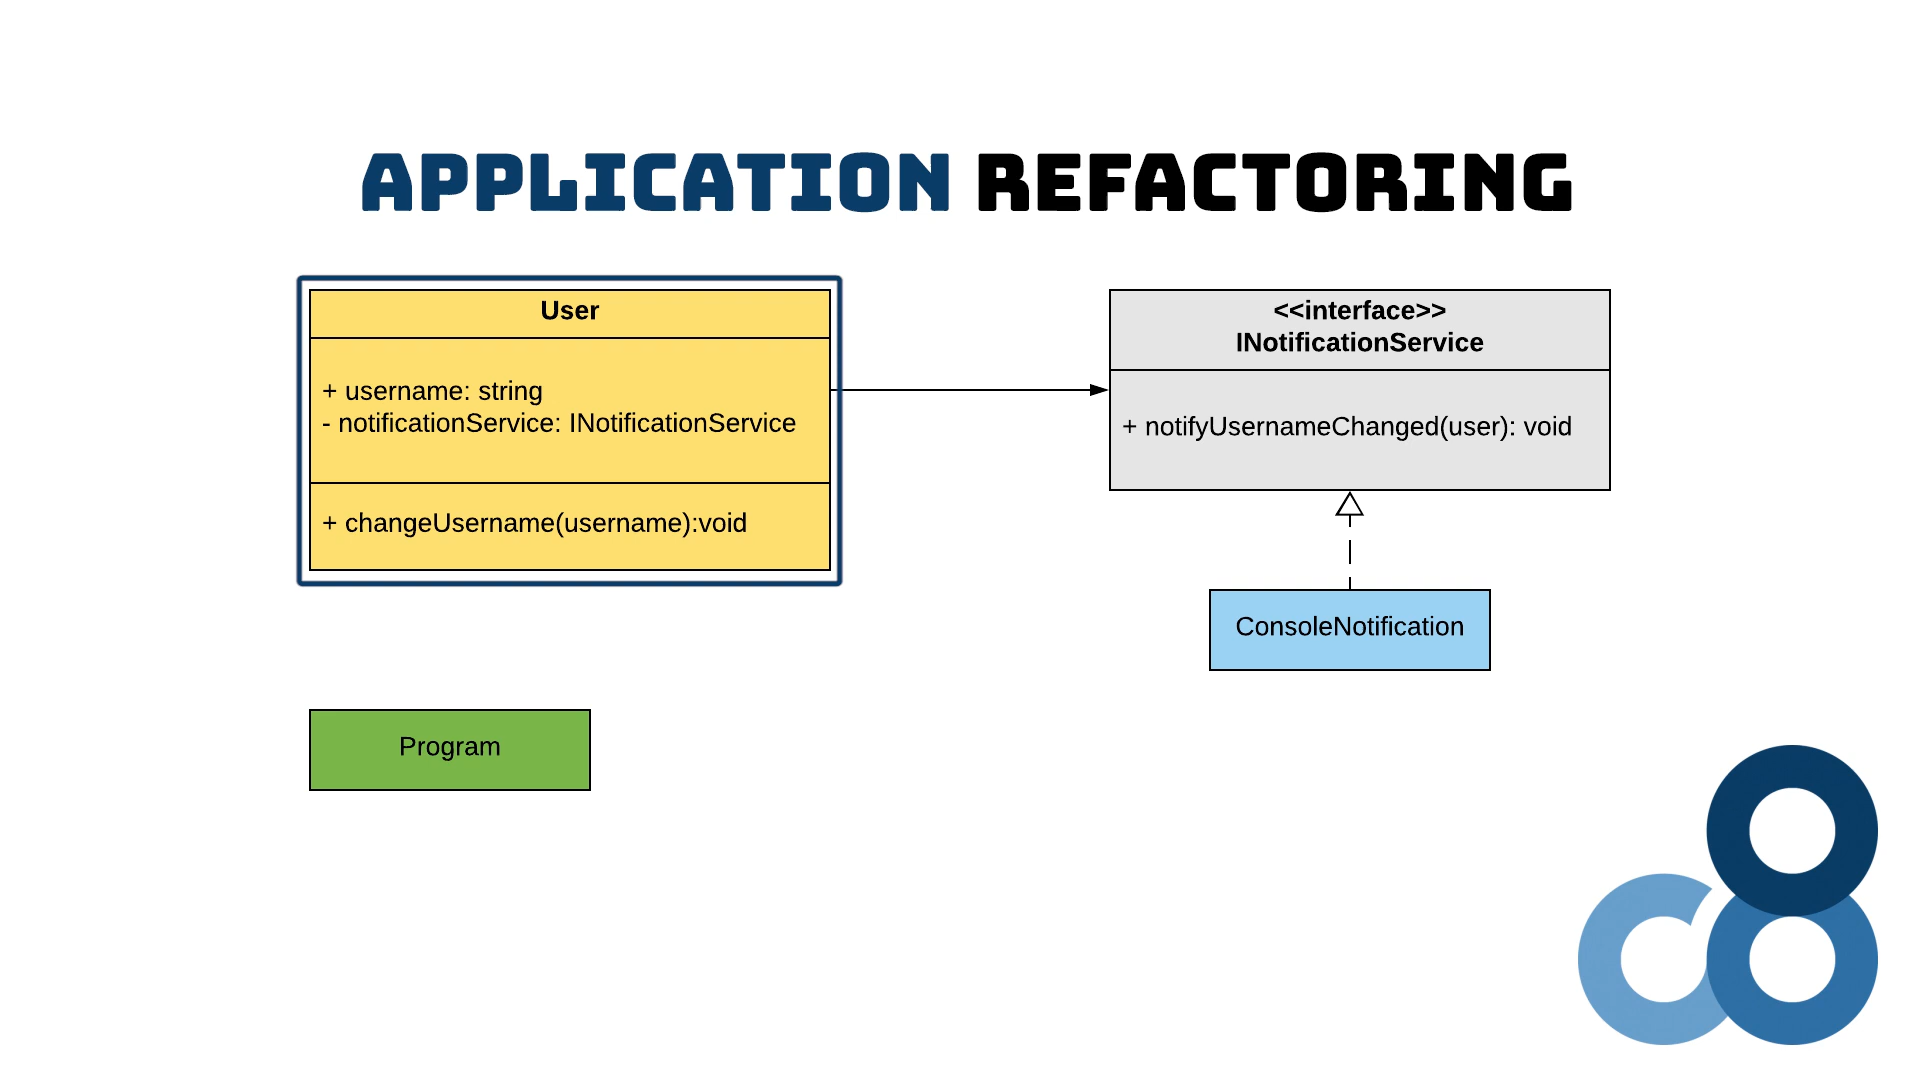 APPLICATION REFACTORING
User
+ username: string
- notificationService: INotificationService
+ changeUsername(username):void
<<interface>>
INotificationService
+ notifyUsernameChanged(user): void
ConsoleNotification
Program